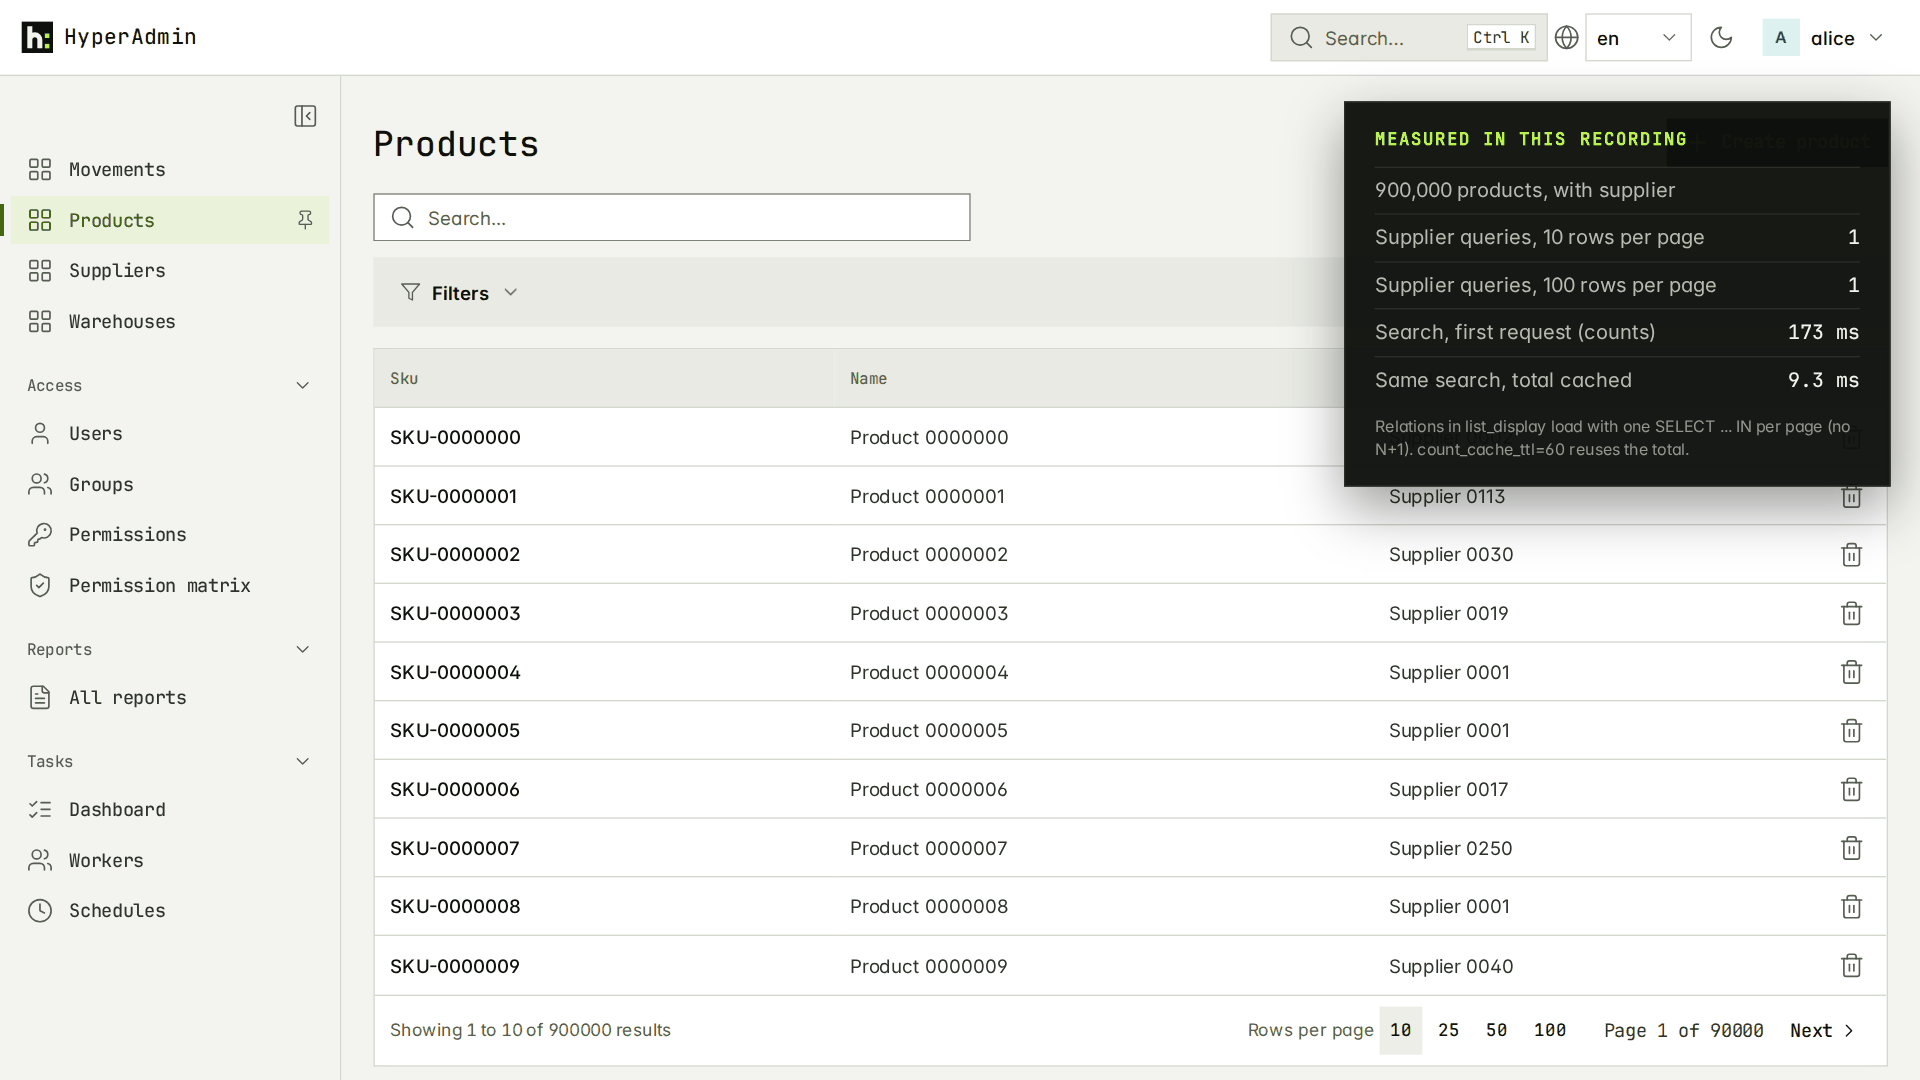 h: HyperAdmin
Search...
Ctrl K
en
A
alice
Movements
Products
Suppliers
Warehouses
Access
Users
Groups
Permissions
Permission matrix
Reports
All reports
Tasks
Dashboard
Workers
Schedules
Products
Create product
Search...
Filters
MEASURED IN THIS RECORDING
900,000 products, with supplier
Supplier queries, 10 rows per page 1
Supplier queries, 100 rows per page 1
Search, first request (counts) 173 ms
Same search, total cached 9.3 ms
Relations in list_display load with one SELECT ... IN per page (no
N+1). count_cache_ttl=60 reuses the total.
Sku Name
SKU-0000000 Product 0000000
SKU-0000001 Product 0000001 Supplier 0113
SKU-0000002 Product 0000002 Supplier 0030
SKU-0000003 Product 0000003 Supplier 0019
SKU-0000004 Product 0000004 Supplier 0001
SKU-0000005 Product 0000005 Supplier 0001
SKU-0000006 Product 0000006 Supplier 0017
SKU-0000007 Product 0000007 Supplier 0250
SKU-0000008 Product 0000008 Supplier 0001
SKU-0000009 Product 0000009 Supplier 0040
Showing 1 to 10 of 900000 results
Rows per page 10 25 50 100 Page 1 of 90000 Next